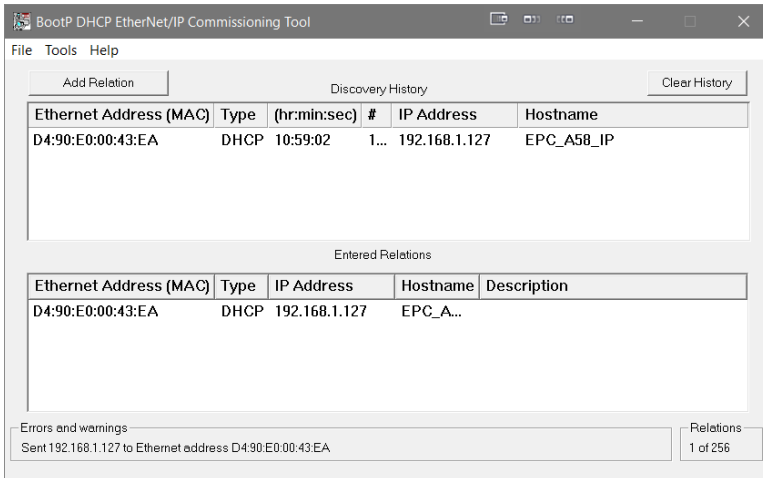 BootP DHCP EtherNet/IP Commissioning Tool
File Tools Help
Add Relation
Discovery History
Clear History
Ethernet Address (MAC) Type (hr:min:sec) # IP Address Hostname
D4:90:E0:00:43:EA DHCP 10:59:02 1... 192.168.1.127 EPC_A58_IP
Entered Relations
Ethernet Address (MAC) Type IP Address Hostname Description
D4:90:E0:00:43:EA DHCP 192.168.1.127 EPC_A...
Errors and warnings
Sent 192.168.1.127 to Ethernet address D4:90:E0:00:43:EA
Relations
1 of 256